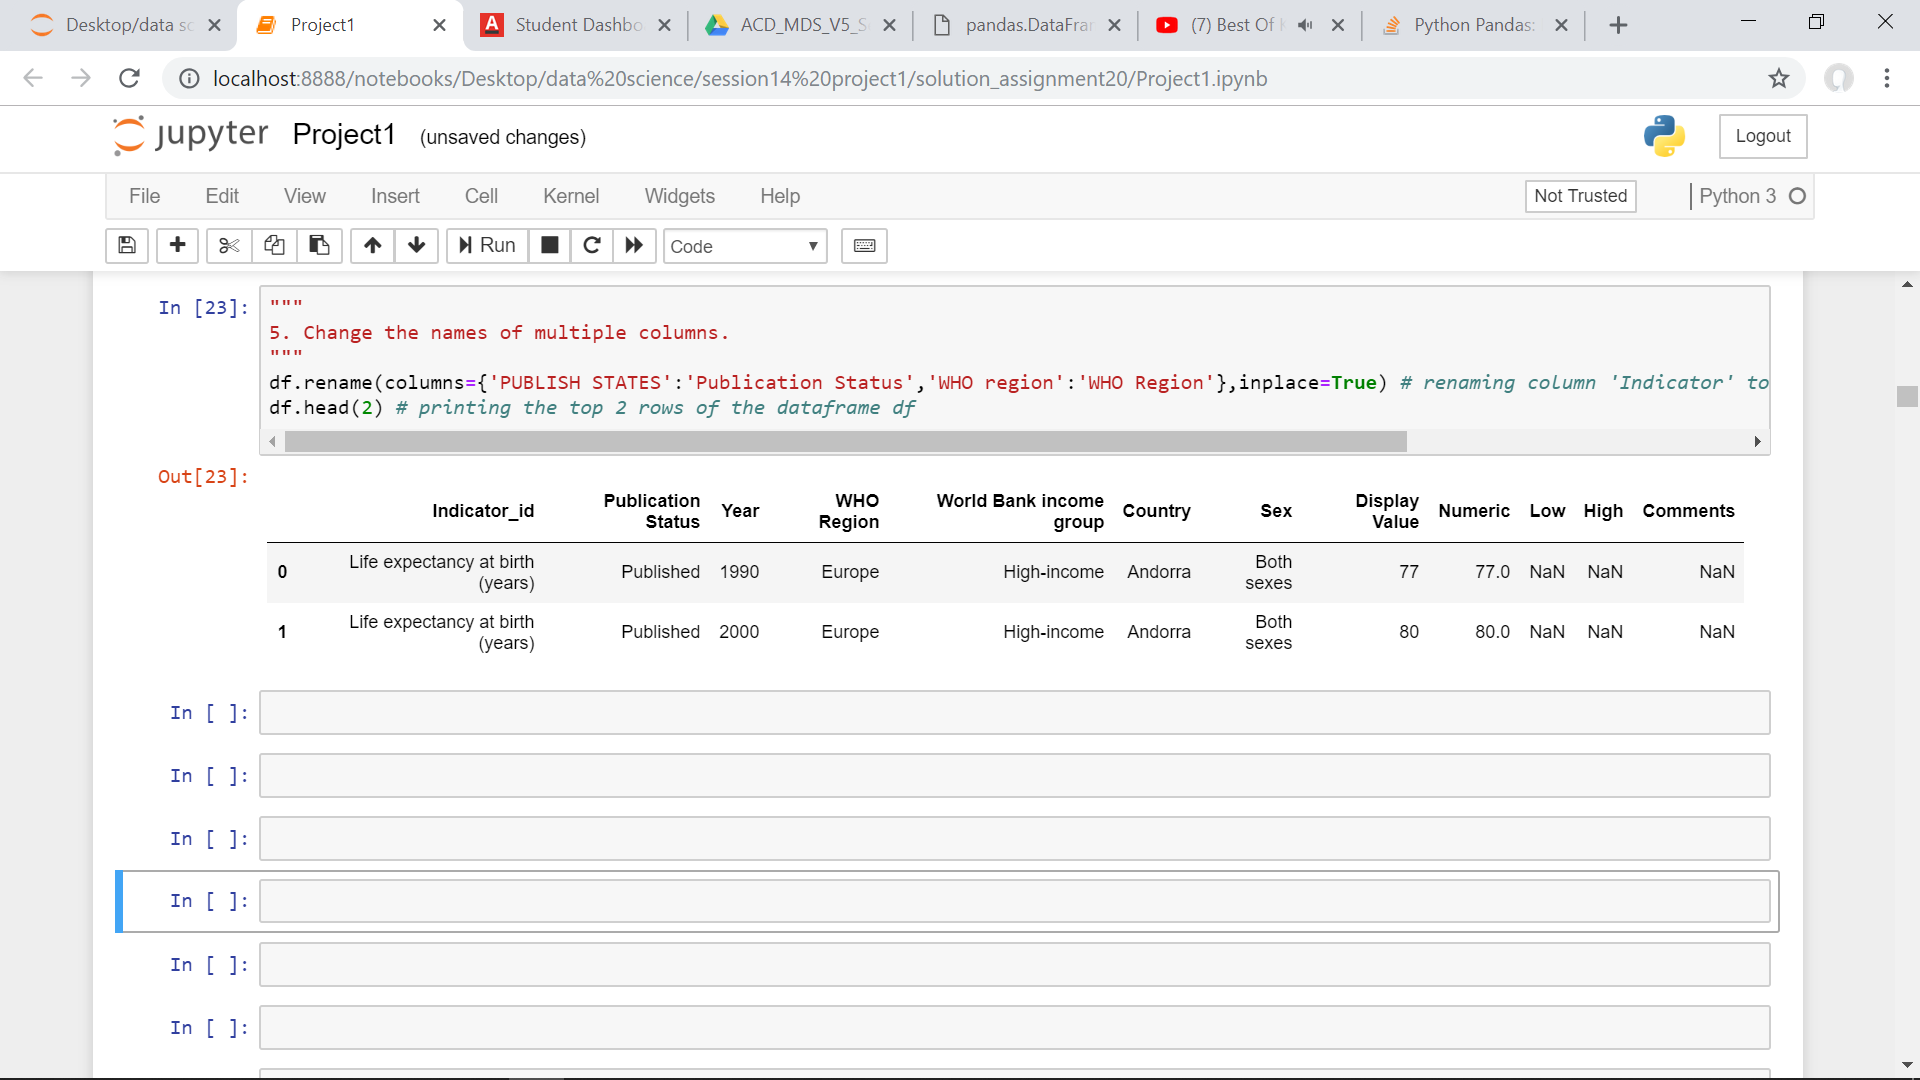 Desktop/data sc
Project1
Student Dashbo
ACD_MDS_V5_S
pandas.DataFra
(7) Best Of
Python Pandas:
localhost:8888/notebooks/Desktop/data%20science/session14%20project1/solution_assignment20/Project1.ipynb
jupyter Project1 (unsaved changes)
Logout
File Edit View Insert Cell Kernel Widgets Help
Not Trusted
Python 3
Run
Code
In [23]:
"""
5. Change the names of multiple columns.
"""
df.rename(columns={'PUBLISH STATES':'Publication Status','WHO region':'WHO Region'},inplace=True) # renaming column 'Indicator' to
df.head(2) # printing the top 2 rows of the dataframe df
Out[23]:
Indicator_id Publication Status Year WHO Region World Bank income group Country Sex Display Value Numeric Low High Comments
0 Life expectancy at birth (years) Published 1990 Europe High-income Andorra Both sexes 77 77.0 NaN NaN NaN
1 Life expectancy at birth (years) Published 2000 Europe High-income Andorra Both sexes 80 80.0 NaN NaN NaN
In [ ]:
In [ ]:
In [ ]:
In [ ]:
In [ ]:
In [ ]: